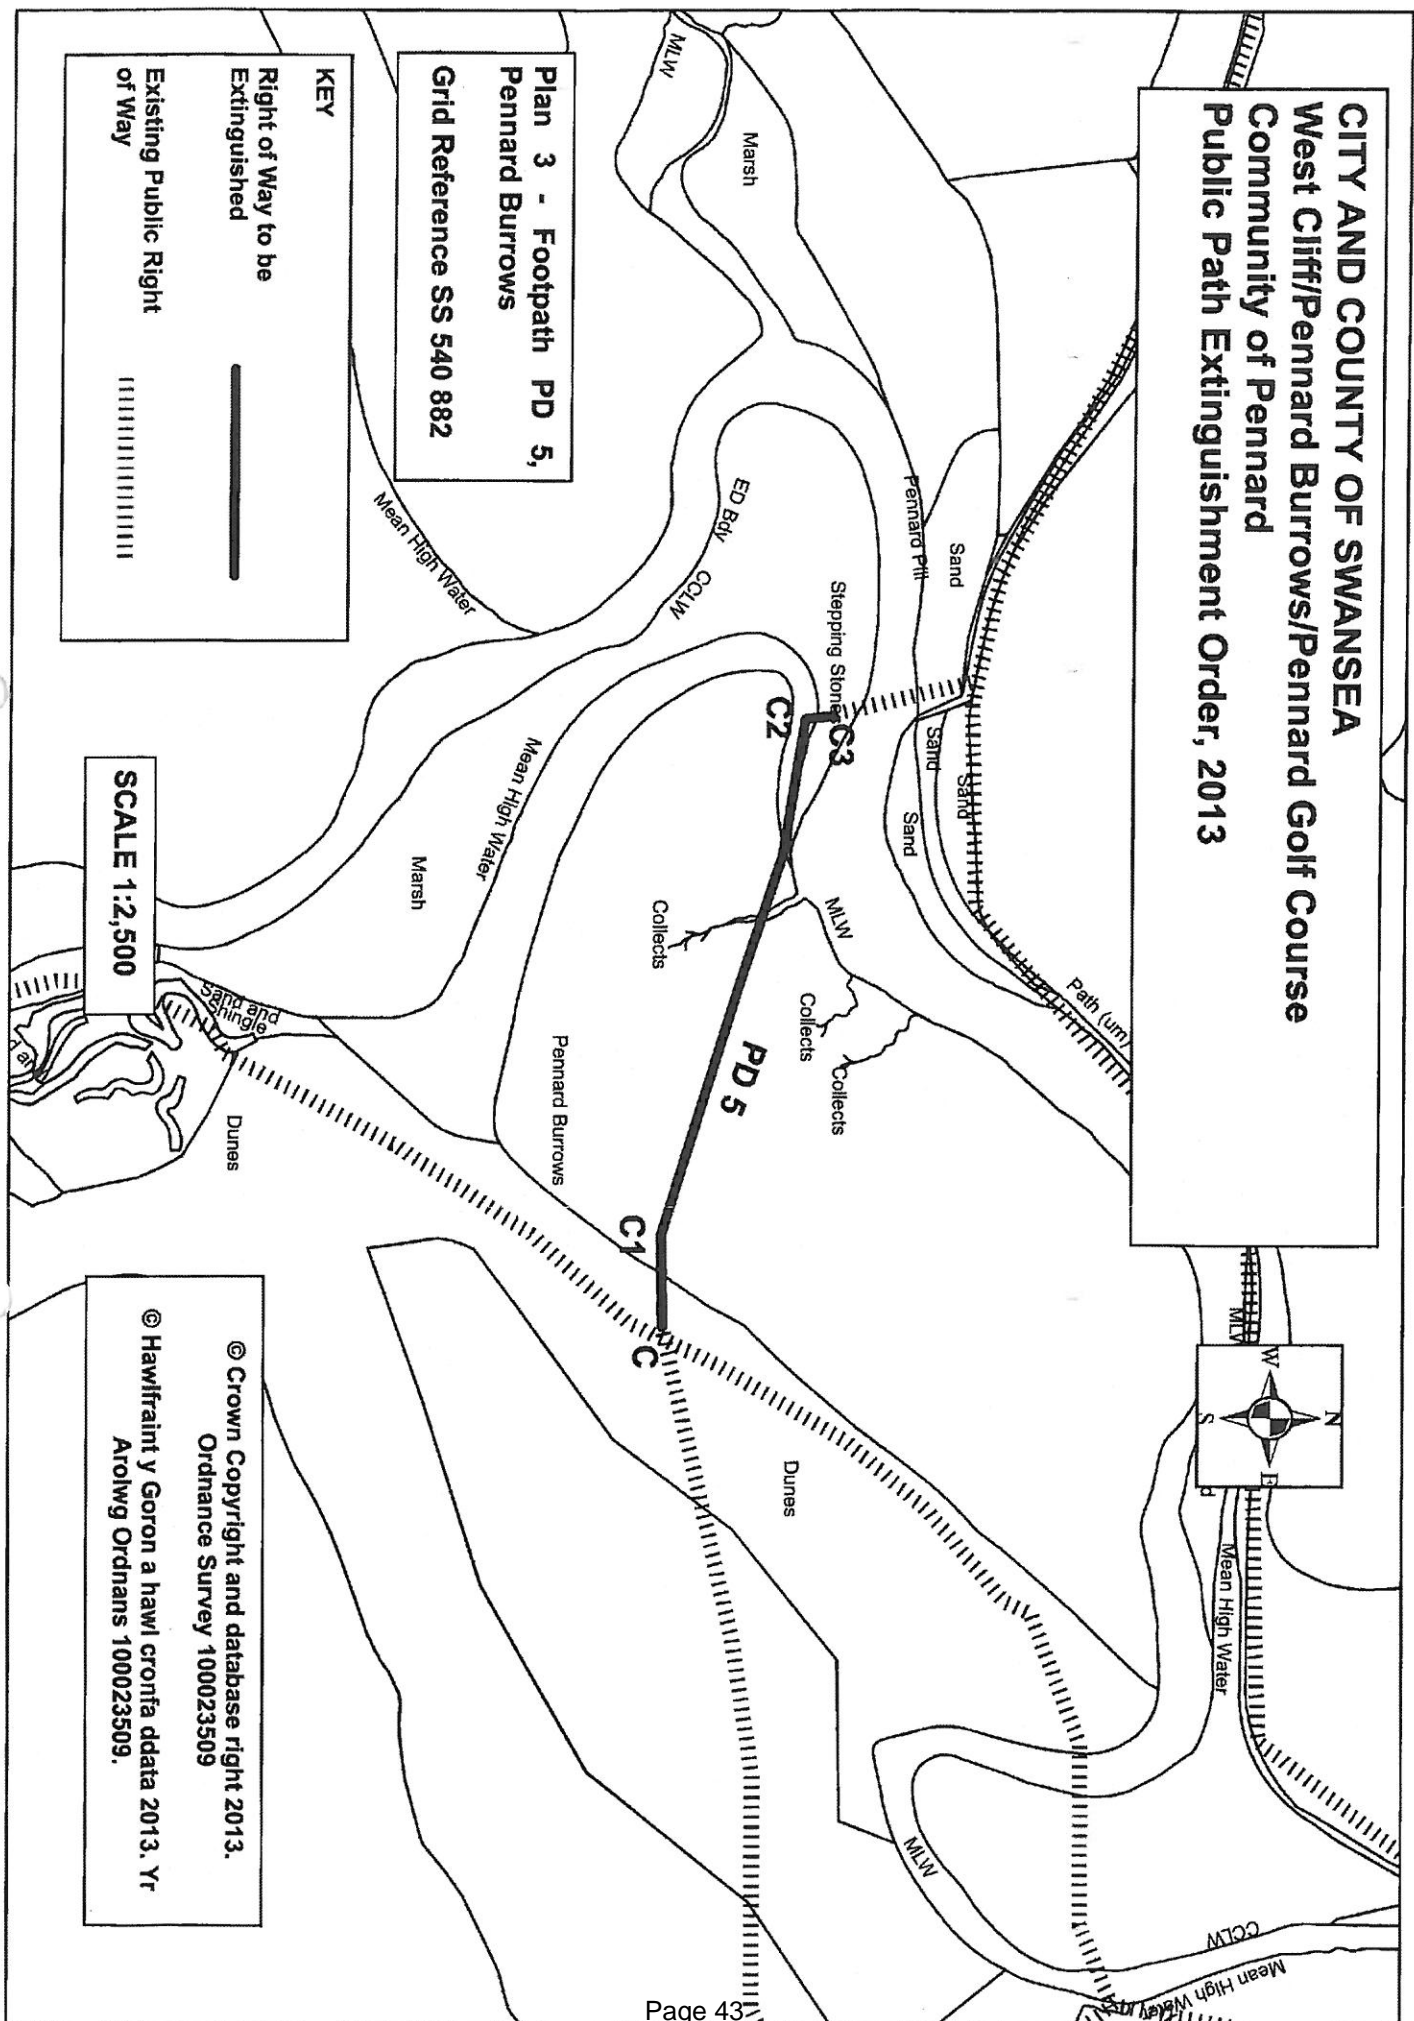 CITY AND COUNTY OF SWANSEA
West Cliff/Pennard Burrows/Pennard Golf Course
Community of Pennard
Public Path Extinguishment Order, 2013
Plan 3 - Footpath PD 5,
Pennard Burrows
Grid Reference SS 540 882
KEY
Right of Way to be
Extinguished
Existing Public Right
of Way
SCALE 1:2,500
© Crown Copyright and database right 2013.
Ordnance Survey 100023509
© Hawlfraint y Goron a hawl cronfa ddata 2013. Yr
Arolwg Ordnans 100023509.
N
W
E
S
MLW
Marsh
Pennard Pill
Sand
Stepping Stones
ED Bdy
CCLW
Mean High Water
C2
C3
Sand
Sand
Sand
MLW
Path (um)
Collects
Collects
Collects
PD 5
Mean High Water
Marsh
Pennard Burrows
Sand and
Shingle
Dunes
C1
C
Dunes
Mean High Water
MLW
CCLW
Mean High Water
Page 43